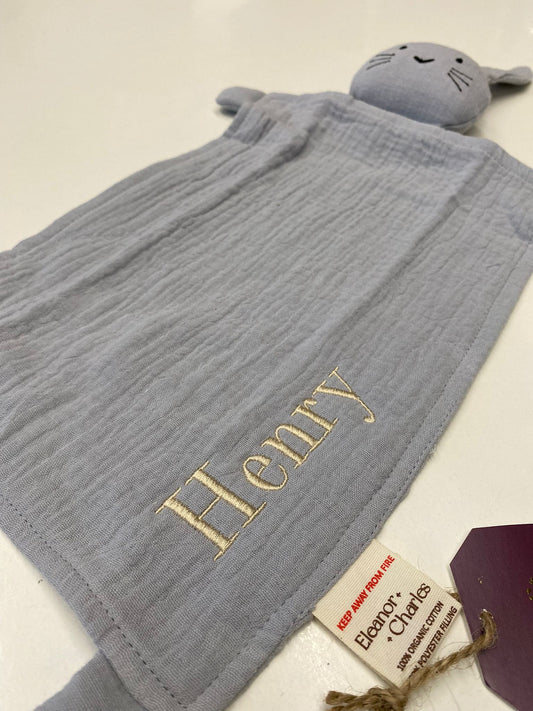 Henry
KEEP AWAY FROM FIRE
Eleanor
Charles
100% ORGANIC COTTON
POLYESTER FILLING